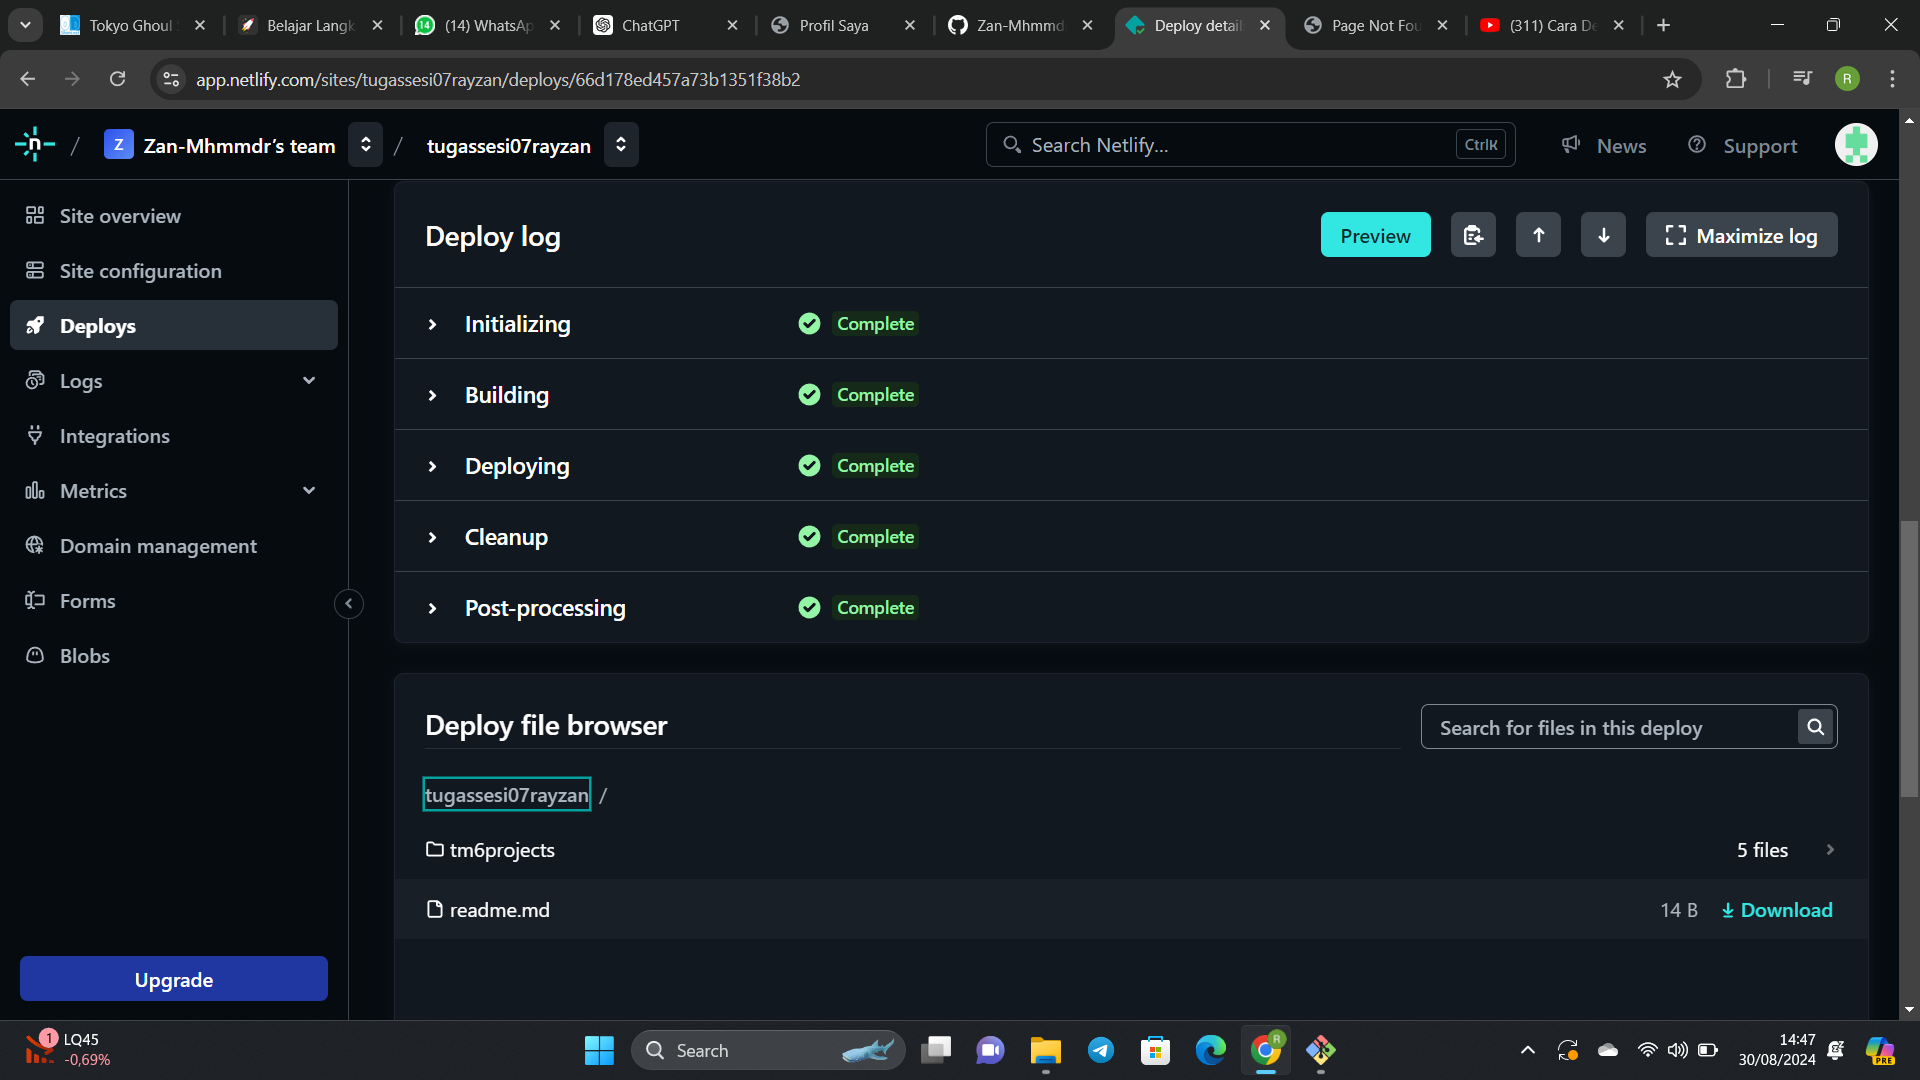 Tokyo Ghoul
Belajar Langk
(14) WhatsAp
ChatGPT
Profil Saya
Zan-Mhmmd
Deploy detail
Page Not Fou
(311) Cara De
app.netlify.com/sites/tugassesi07rayzan/deploys/66d178ed457a73b1351f38b2
R
/ Z Zan-Mhmmdr's team / tugassesi07rayzan
Search Netlify...
CtrlK
News
Support
Site overview
Site configuration
Deploys
Logs
Integrations
Metrics
Domain management
Forms
Blobs
Upgrade
Deploy log
Preview
Maximize log
Initializing Complete
Building Complete
Deploying Complete
Cleanup Complete
Post-processing Complete
Deploy file browser
Search for files in this deploy
tugassesi07rayzan /
tm6projects 5 files
readme.md 14 B Download
1
LQ45
-0,69%
Search
R
14:47
30/08/2024
PRE